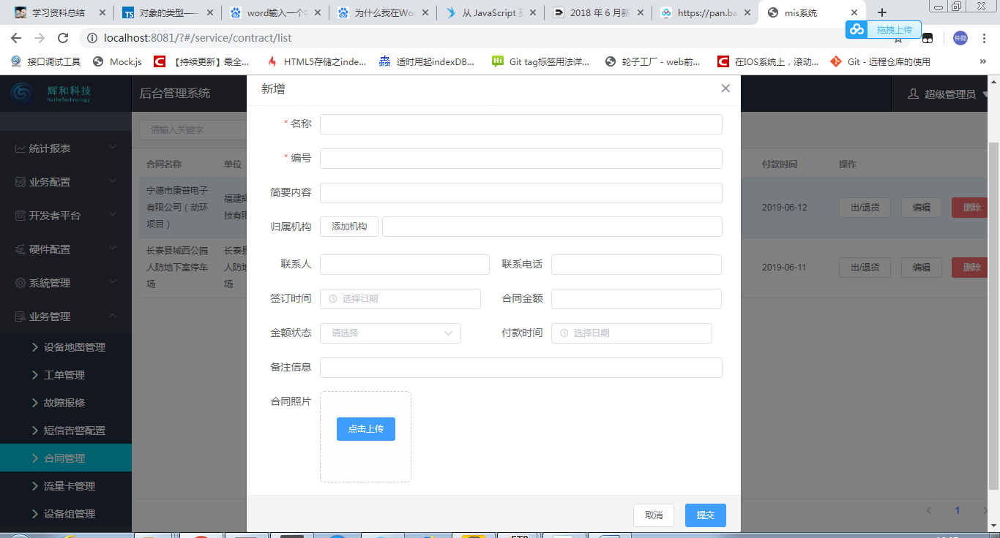 学习资料总结
对象的类型——
word输入一个字
为什么我在Wo
从 JavaScript 到
2018 年 6 月新
https://pan.ba
mis系统
localhost:8081/?#/service/contract/list
拖拽上传
仲勋
接口调试工具
Mock.js
【持续更新】最全...
HTML5存储之inde...
适时用起indexDB...
Git tag标签用法详...
轮子工厂 - web前...
在IOS系统上，滚动...
Git - 远程仓库的使用
»
辉和科技
HuiheTechnology
后台管理系统
超级管理员
统计报表
业务配置
开发者平台
硬件配置
系统管理
业务管理
设备地图管理
工单管理
故障报修
短信告警配置
合同管理
流量卡管理
设备组管理
请输入关键字
合同名称
单位
付款时间
操作
宁德市康普电子
有限公司（动环
项目）
福建辉
技有限
2019-06-12
出/退货
编辑
删除
长泰县城西公园
人防地下室停车
场
长泰县
人防地
场
2019-06-11
出/退货
编辑
删除
1
新增
* 名称
* 编号
简要内容
归属机构
添加机构
联系人
联系电话
签订时间
选择日期
合同金额
金额状态
请选择
付款时间
选择日期
备注信息
合同照片
点击上传
取消
提交